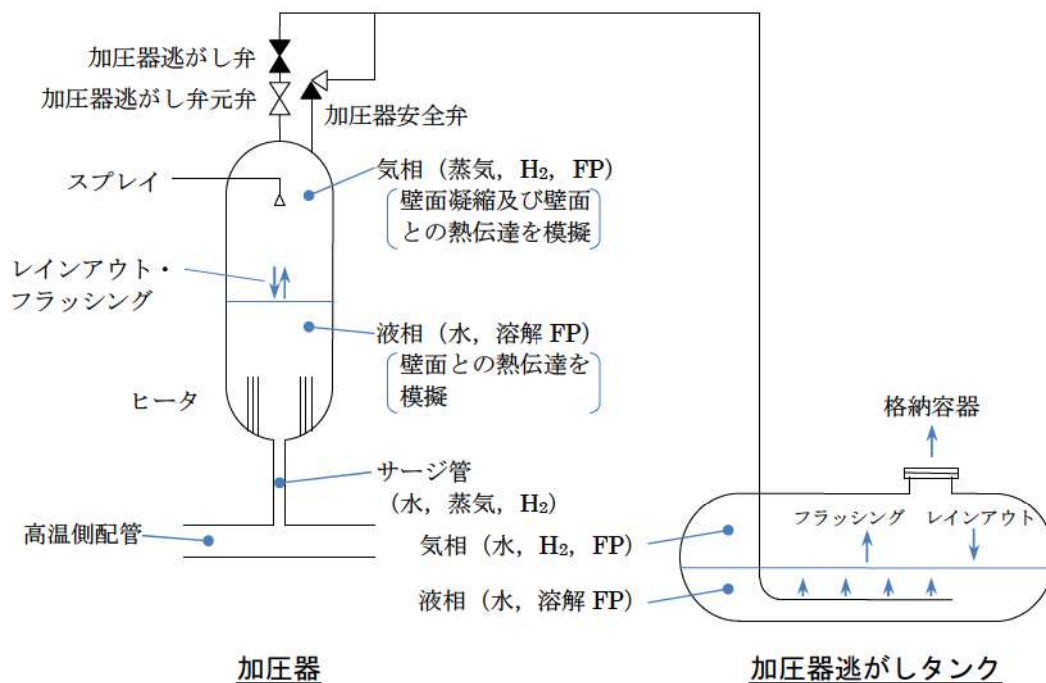 加圧器逃がし弁
加圧器逃がし弁元弁
加圧器安全弁
スプレイ
気相（蒸気，H₂，FP）
壁面凝縮及び壁面
との熱伝達を模擬
レインアウト・
フラッシング
液相（水，溶解 FP）
壁面との熱伝達を
模擬
ヒータ
サージ管
（水，蒸気，H₂）
高温側配管
加圧器
格納容器
フラッシング
レインアウト
気相（水，H₂，FP）
液相（水，溶解 FP）
加圧器逃がしタンク